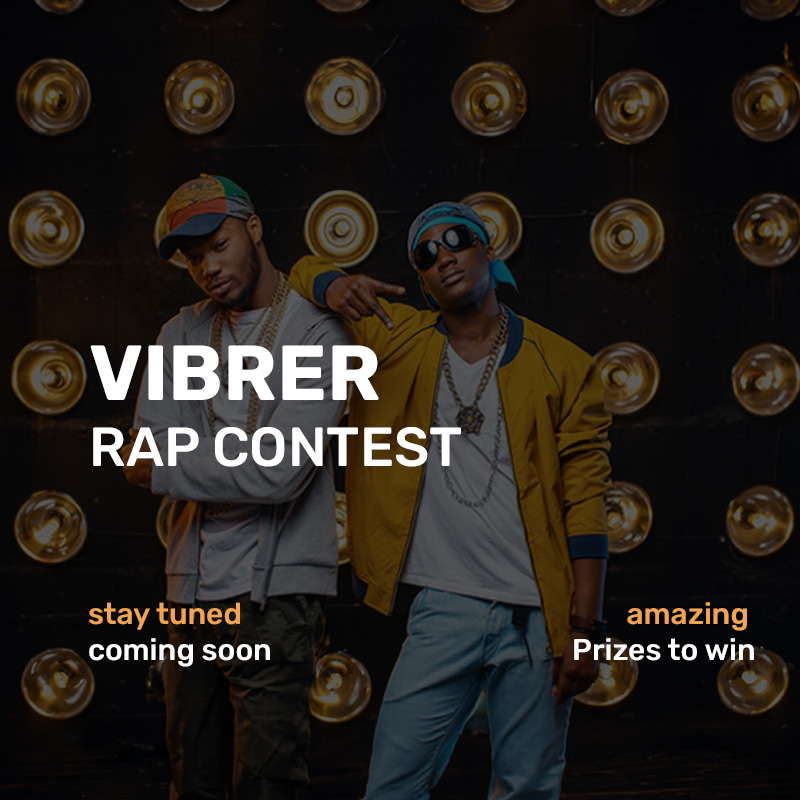 VIBRER
RAP CONTEST
stay tuned
coming soon
amazing
Prizes to win